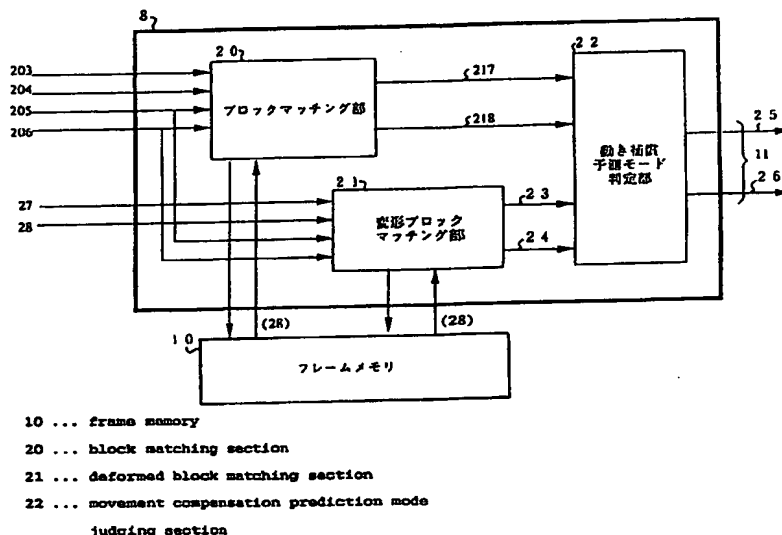 8
20
22
203
204
205
206
ブロックマッチング部
217
218
動き補償
予測モード
判定部
25
11
26
21
27
28
変形ブロック
マッチング部
23
24
(28)
(28)
10
フレームメモリ
10 ... frame memory
20 ... block matching section
21 ... deformed block matching section
22 ... movement compensation prediction mode
judging section